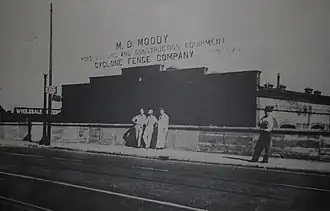 M. D. MOODY
ROAD BUILDING AND CONSTRUCTION EQUIPMENT
CYCLONE FENCE COMPANY
WHOLESALE